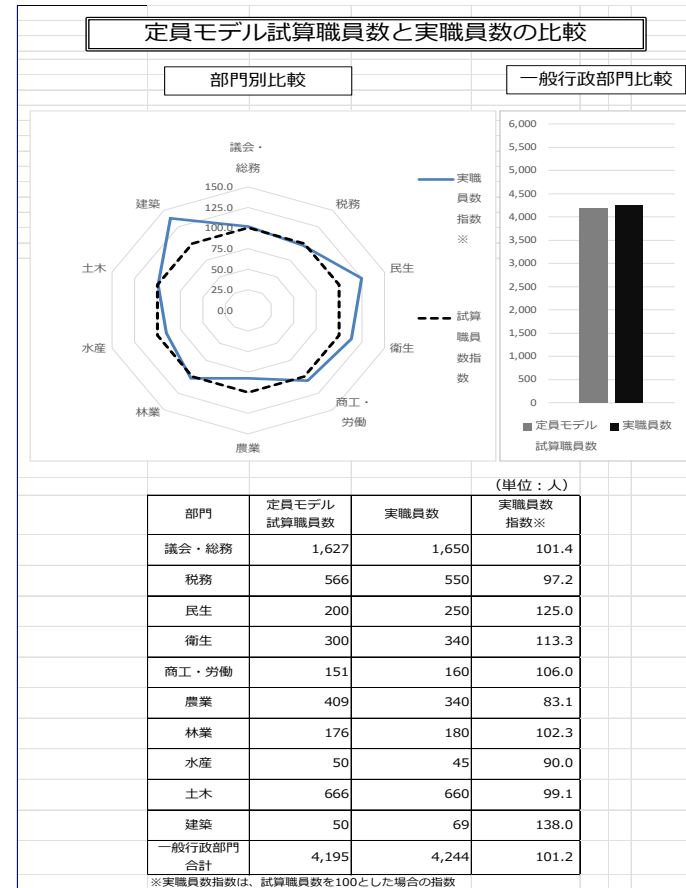 定員モデル試算職員数と実職員数の比較
部門別比較
一般行政部門比較
議会・
総務
税務
民生
衛生
商工・
労働
農業
林業
水産
土木
建築
150.0
125.0
100.0
75.0
50.0
25.0
0.0
実職
員数
指数
※
試算
職員
数指
数
6,000
5,500
5,000
4,500
4,000
3,500
3,000
2,500
2,000
1,500
1,000
500
0
定員モデル 実職員数
試算職員数
（単位：人）
部門 定員モデル 実職員数 実職員数
試算職員数 指数※
議会・総務 1,627 1,650 101.4
税務 566 550 97.2
民生 200 250 125.0
衛生 300 340 113.3
商工・労働 151 160 106.0
農業 409 340 83.1
林業 176 180 102.3
水産 50 45 90.0
土木 666 660 99.1
建築 50 69 138.0
一般行政部門
合計 4,195 4,244 101.2
※実職員数指数は、試算職員数を100とした場合の指数